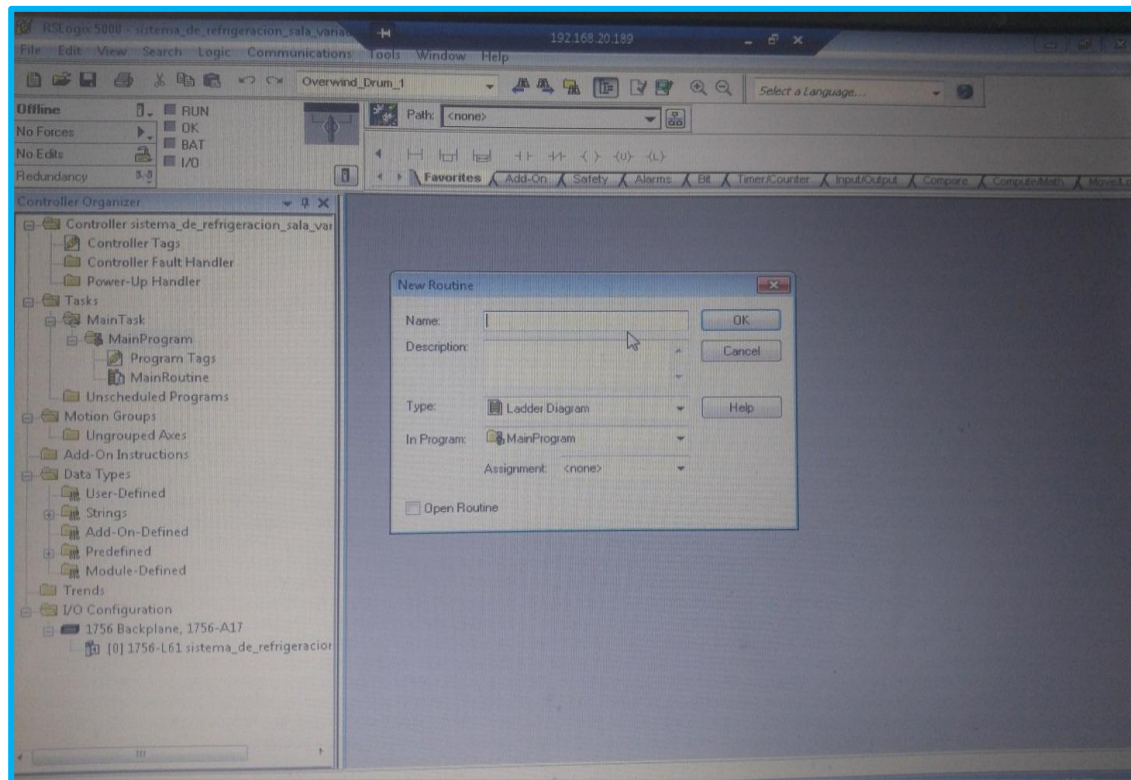 RSLogix 5000 - sistema_de_refrigeracion_sala_variad
192.168.20.189
File Edit View Search Logic Communications Tools Window Help
Overwind_Drum_1
Select a Language...
Offline
RUN
Path: <none>
No Forces
OK
No Edits
BAT
I/O
Redundancy
Favorites Add-On Safety Alarms Bit Timer/Counter Input/Output Compare Compute/Math
Controller Organizer
Controller sistema_de_refrigeracion_sala_var
Controller Tags
Controller Fault Handler
Power-Up Handler
Tasks
MainTask
MainProgram
Program Tags
MainRoutine
Unscheduled Programs
Motion Groups
Ungrouped Axes
Add-On Instructions
Data Types
User-Defined
Strings
Add-On-Defined
Predefined
Module-Defined
Trends
I/O Configuration
1756 Backplane, 1756-A17
[0] 1756-L61 sistema_de_refrigeracion
New Routine
Name:
OK
Description:
Cancel
Type: Ladder Diagram
Help
In Program: MainProgram
Assignment: <none>
Open Routine